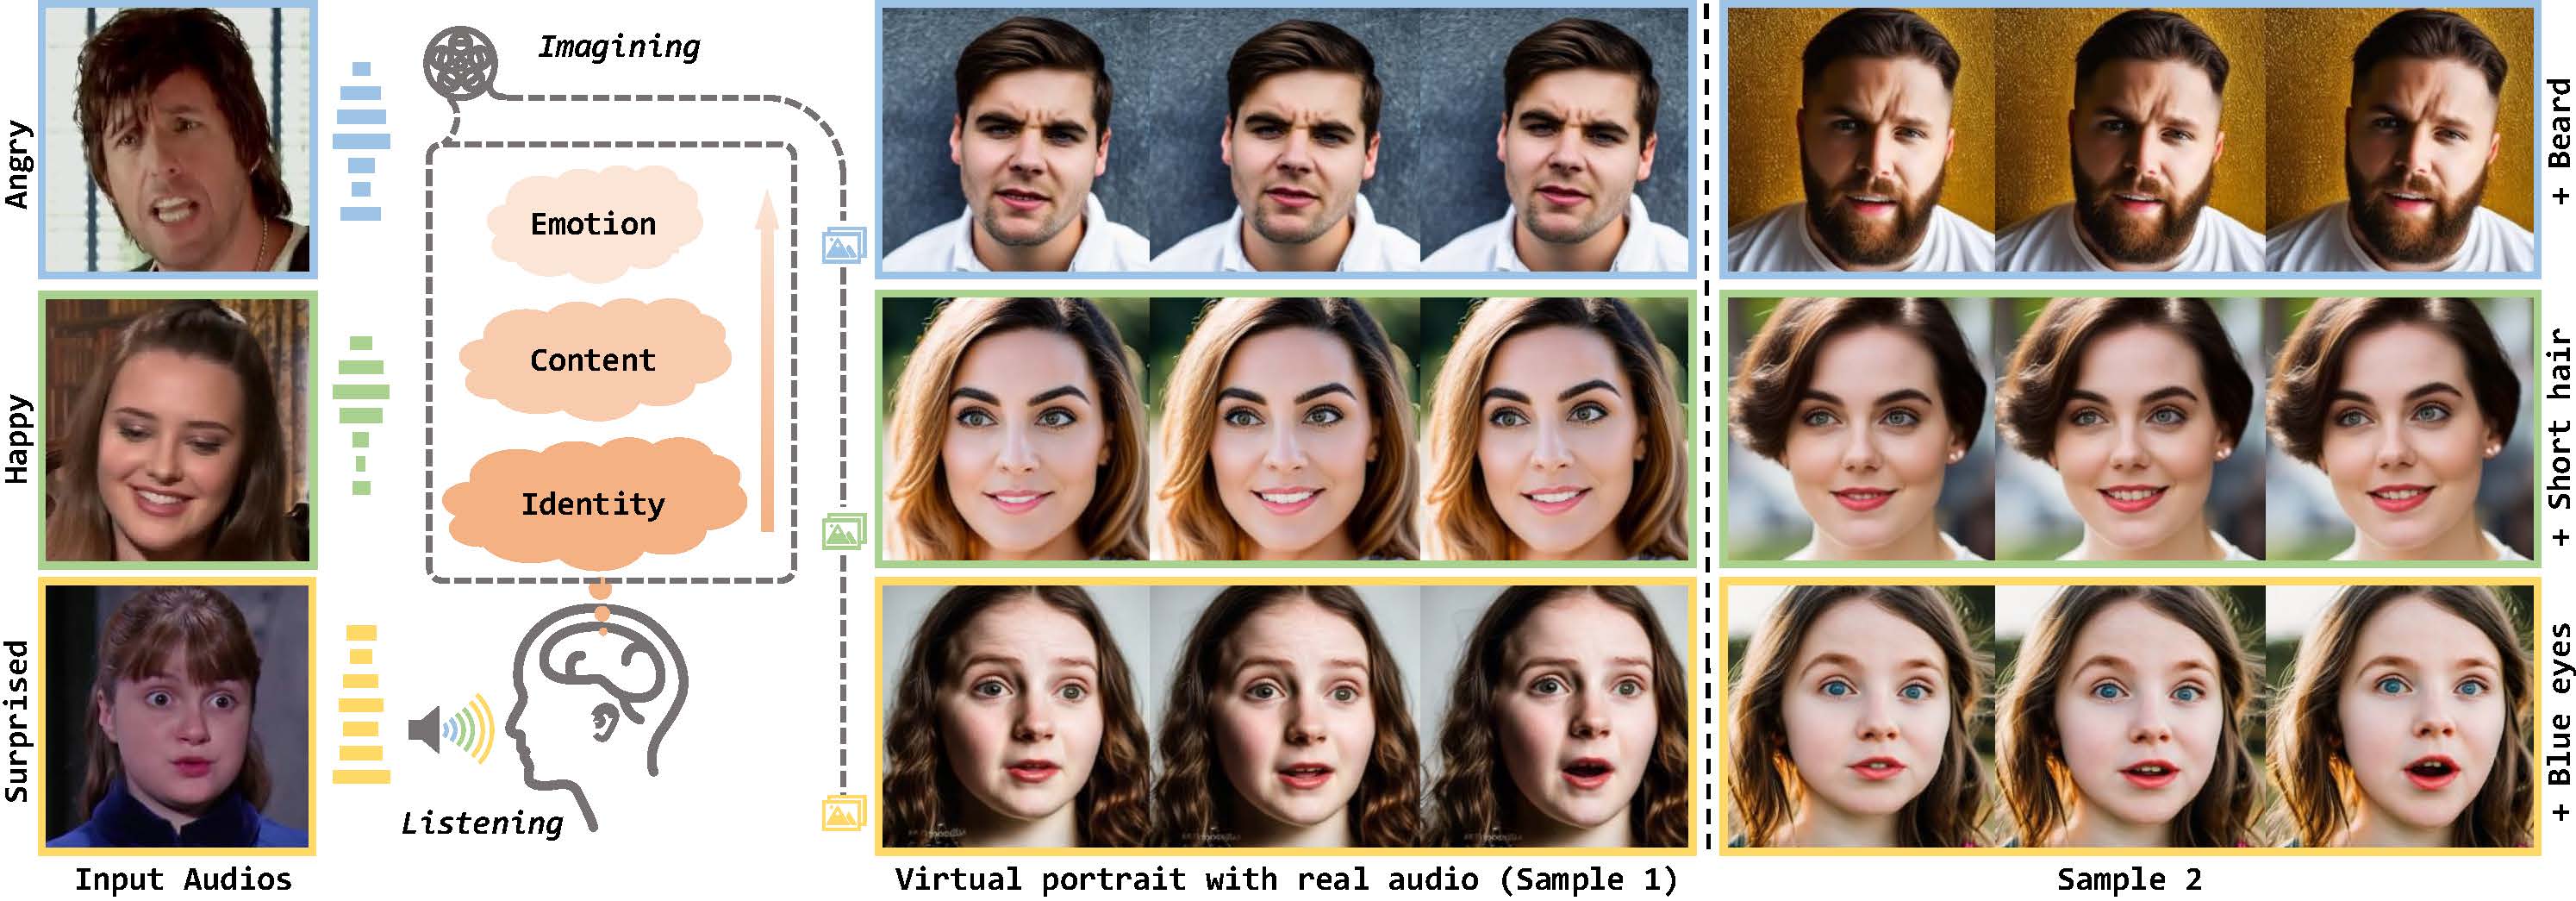 Angry
Happy
Surprised
Input Audios
Imagining
Emotion
Content
Identity
Listening
Virtual portrait with real audio (Sample 1)
Sample 2
+ Beard
+ Short hair
+ Blue eyes